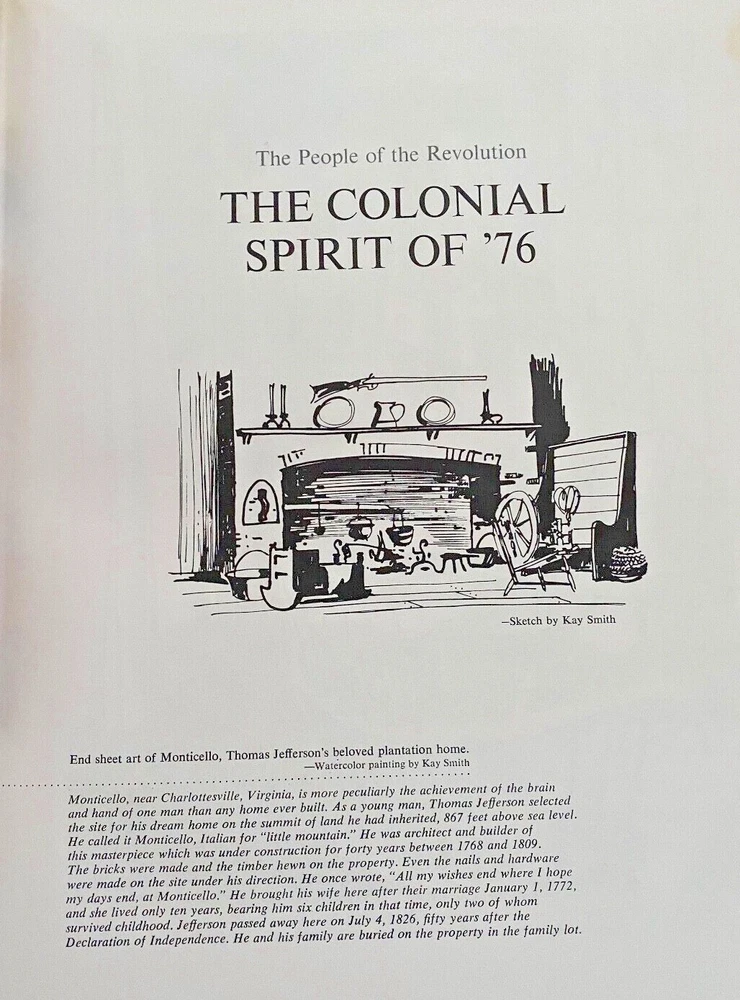 The People of the Revolution
THE COLONIAL
SPIRIT OF ’76
—Sketch by Kay Smith
End sheet art of Monticello, Thomas Jefferson's beloved plantation home.
—Watercolor painting by Kay Smith
Monticello, near Charlottesville, Virginia, is more peculiarly the achievement of the brain
and hand of one man than any home ever built. As a young man, Thomas Jefferson selected
the site for his dream home on the summit of land he had inherited, 867 feet above sea level.
He called it Monticello, Italian for “little mountain.” He was architect and builder of
this masterpiece which was under construction for forty years between 1768 and 1809.
The bricks were made and the timber hewn on the property. Even the nails and hardware
were made on the site under his direction. He once wrote, “All my wishes end where I hope
my days end, at Monticello.” He brought his wife here after their marriage January 1, 1772,
and she lived only ten years, bearing him six children in that time, only two of whom
survived childhood. Jefferson passed away here on July 4, 1826, fifty years after the
Declaration of Independence. He and his family are buried on the property in the family lot.